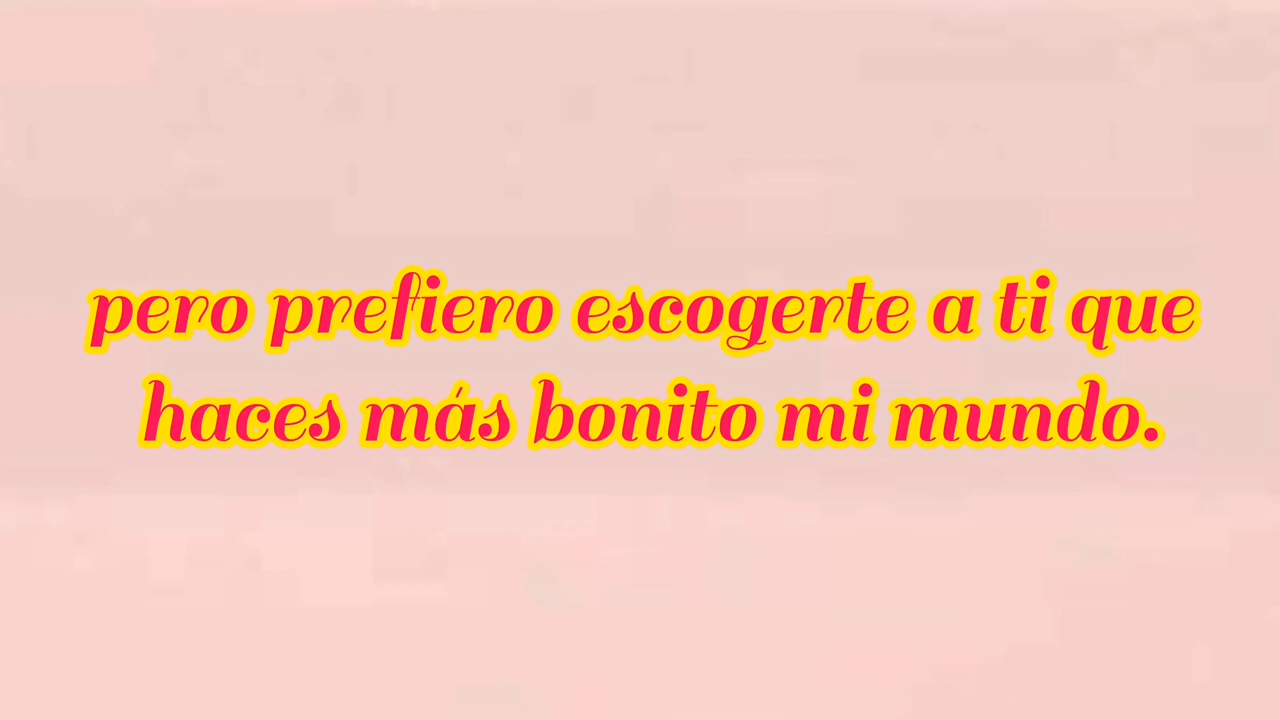 pero prefiero escogerte a ti que
haces más bonito mi mundo.